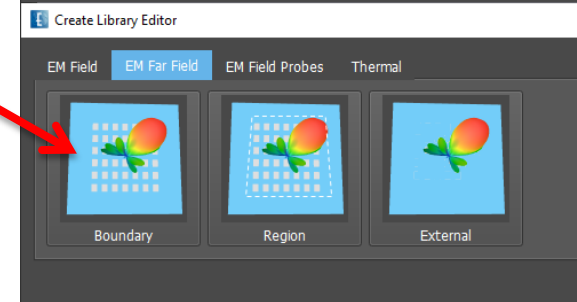 Create Library Editor
EM Field EM Far Field EM Field Probes Thermal
Boundary Region External